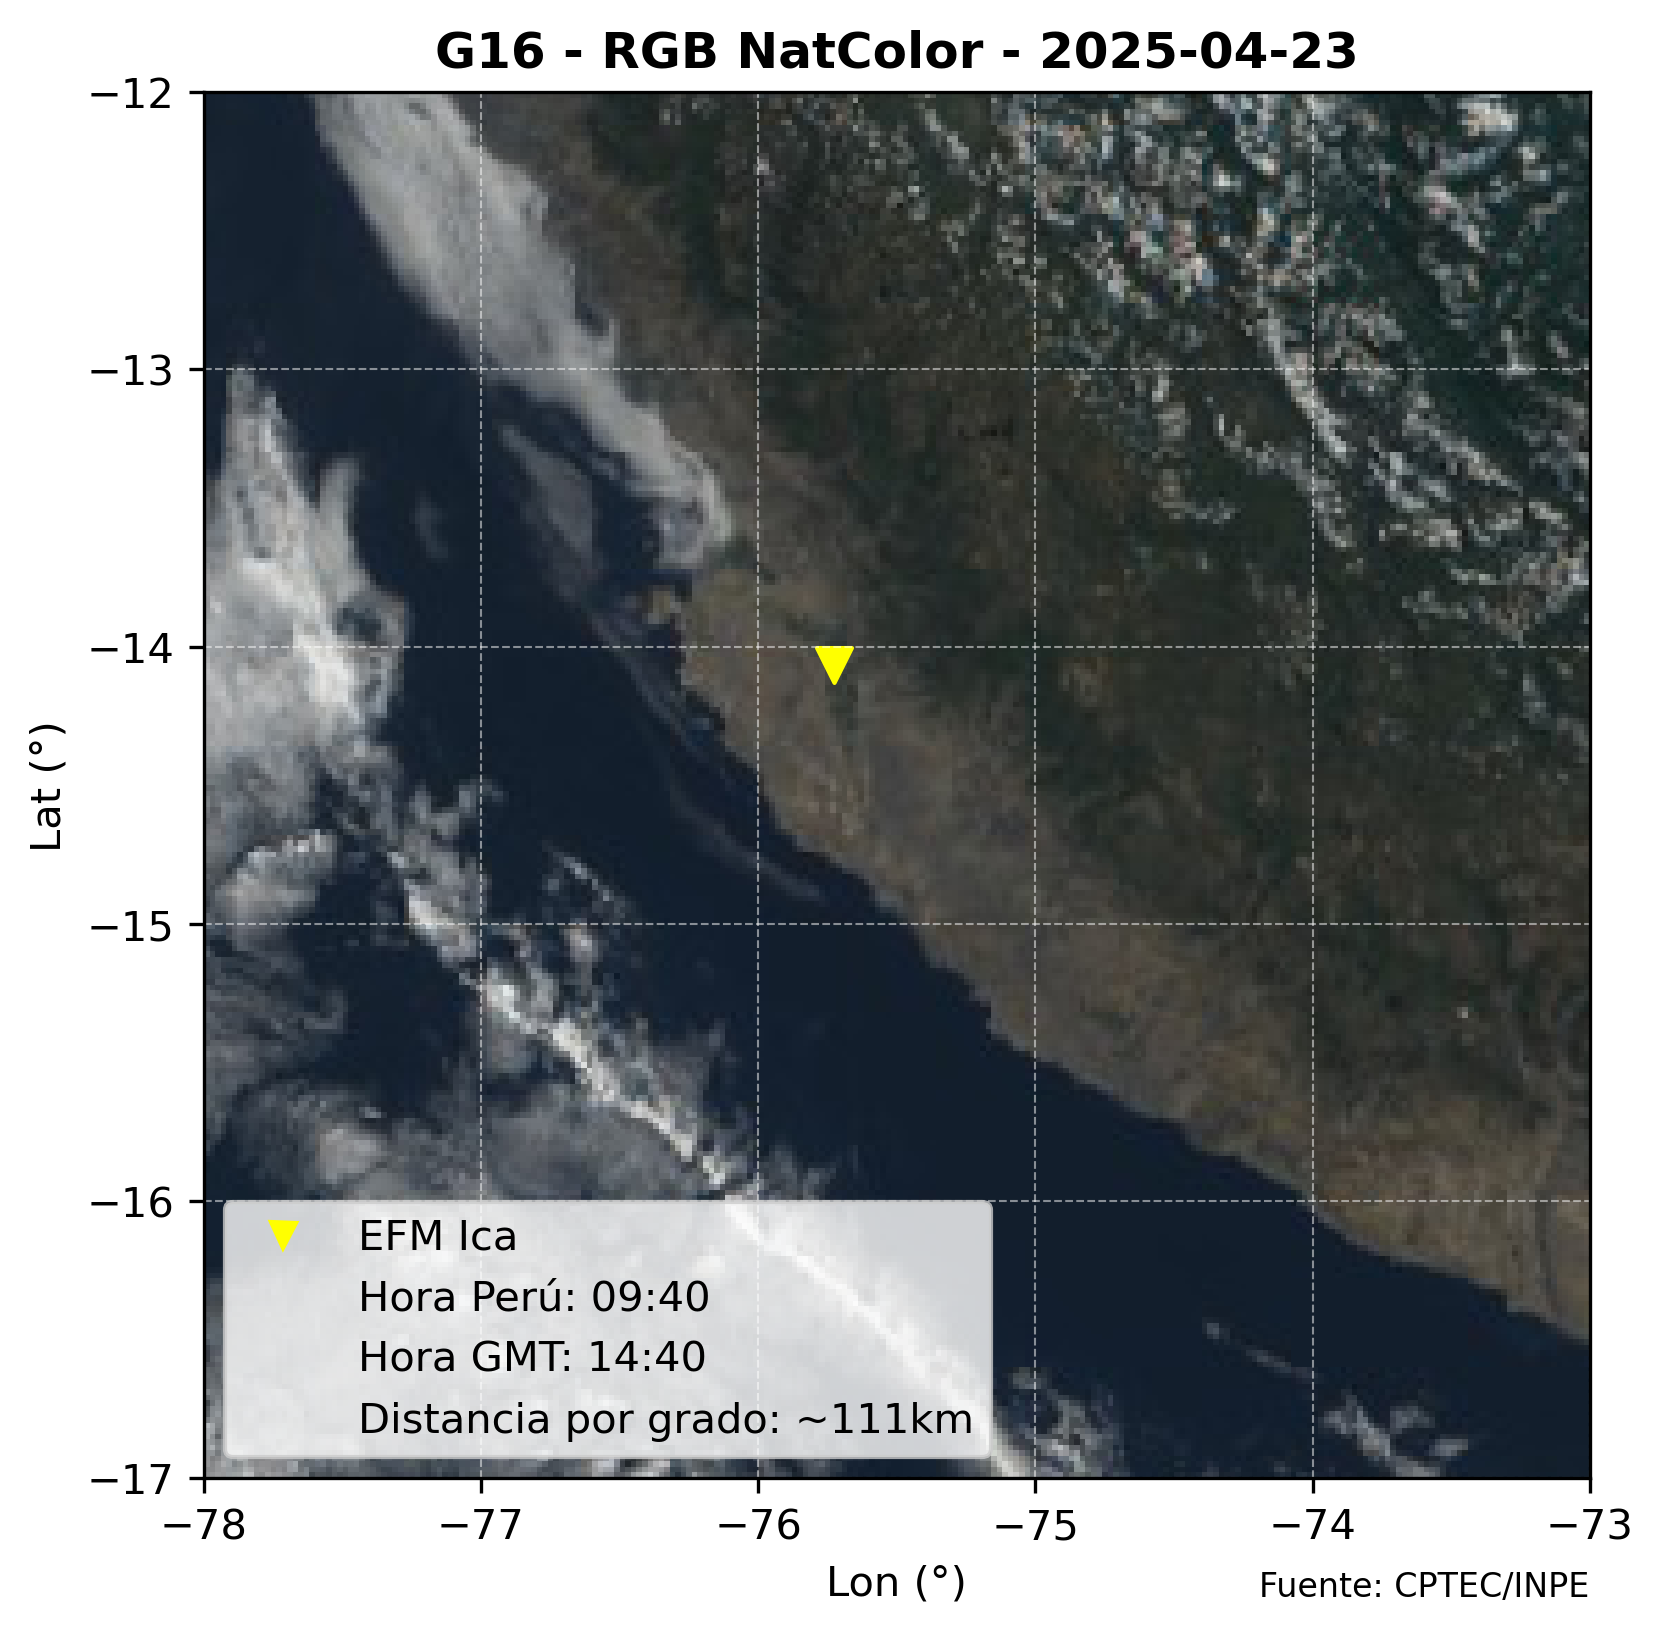 G16 - RGB NatColor - 2025-04-23
−12
−13
−14
−15
−16
−17
Lat (°)
EFM Ica
Hora Perú: 09:40
Hora GMT: 14:40
Distancia por grado: ~111km
−78 −77 −76 −75 −74 −73
Lon (°)
Fuente: CPTEC/INPE